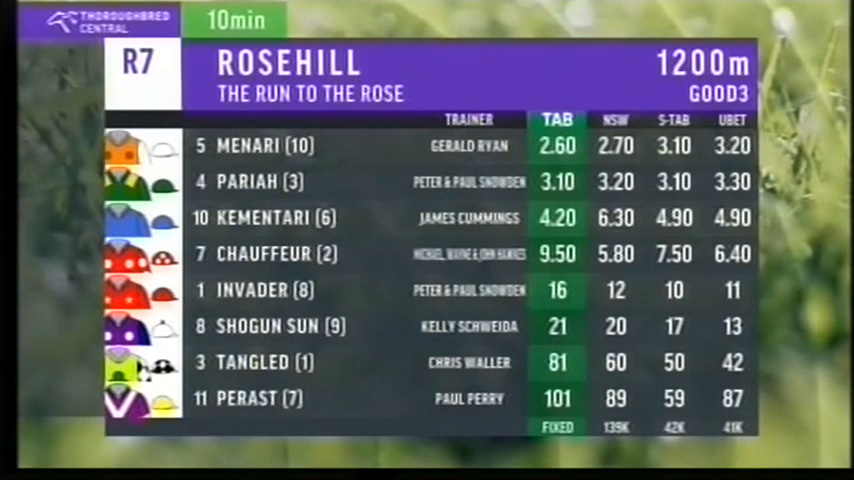 THOROUGHBRED
CENTRAL
10min
R7 ROSEHILL 1200m
THE RUN TO THE ROSE GOOD3
TRAINER TAB NSW S-TAB UBET
5 MENARI (10) GERALD RYAN 2.60 2.70 3.10 3.20
4 PARIAH (3) PETER & PAUL SNOWDEN 3.10 3.20 3.10 3.30
10 KEMENTARI (6) JAMES CUMMINGS 4.20 6.30 4.90 4.90
7 CHAUFFEUR (2) MICHAEL, WAYNE & JOHN HAWKES 9.50 5.80 7.50 6.40
1 INVADER (8) PETER & PAUL SNOWDEN 16 12 10 11
8 SHOGUN SUN (9) KELLY SCHWEIDA 21 20 17 13
3 TANGLED (1) CHRIS WALLER 81 60 50 42
11 PERAST (7) PAUL PERRY 101 89 59 87
FIXED 139K 42K 41K